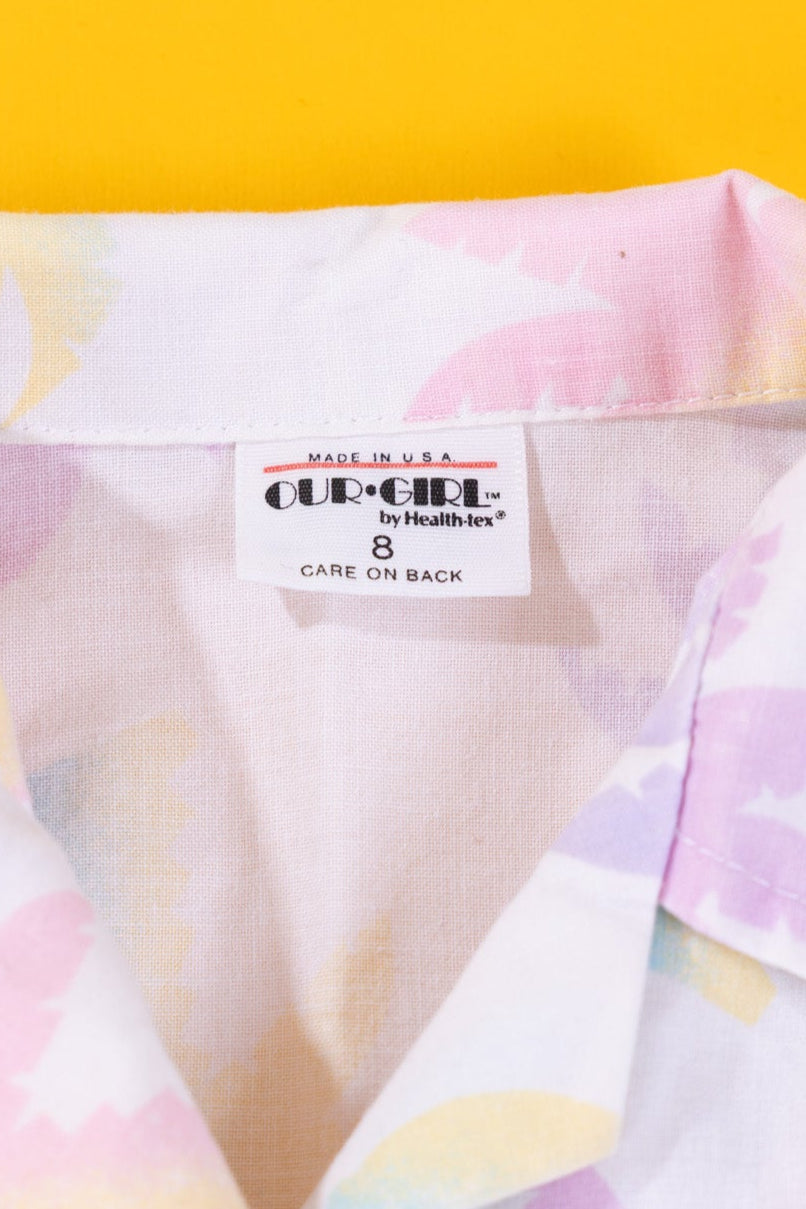 MADE IN U S A.
OUR•GIRL™
by Health-tex®
8
CARE ON BACK